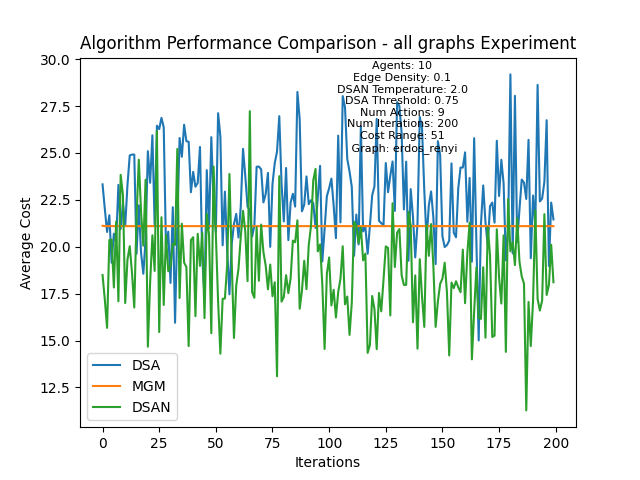 Algorithm Performance Comparison - all graphs Experiment
Agents: 10
Edge Density: 0.1
DSAN Temperature: 2.0
DSA Threshold: 0.75
Num Actions: 9
Num Iterations: 200
Cost Range: 51
Graph: erdos_renyi
Average Cost
30.0
27.5
25.0
22.5
20.0
17.5
15.0
12.5
DSA
MGM
DSAN
0 25 50 75 100 125 150 175 200
Iterations